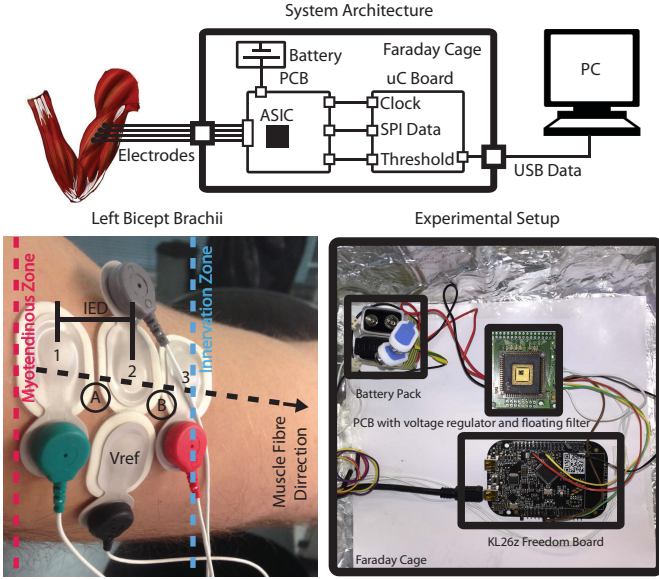 System Architecture
Battery
Faraday Cage
PCB
uC Board
PC
ASIC
Clock
SPI Data
Electrodes
Threshold
USB Data
Left Bicept Brachii
Experimental Setup
Myotendinous Zone
Innervation Zone
IED
1
2
3
A
B
Vref
Muscle Fibre
Dirrection
Battery Pack
PCB with voltage regulator and floating filter
KL26z Freedom Board
Faraday Cage